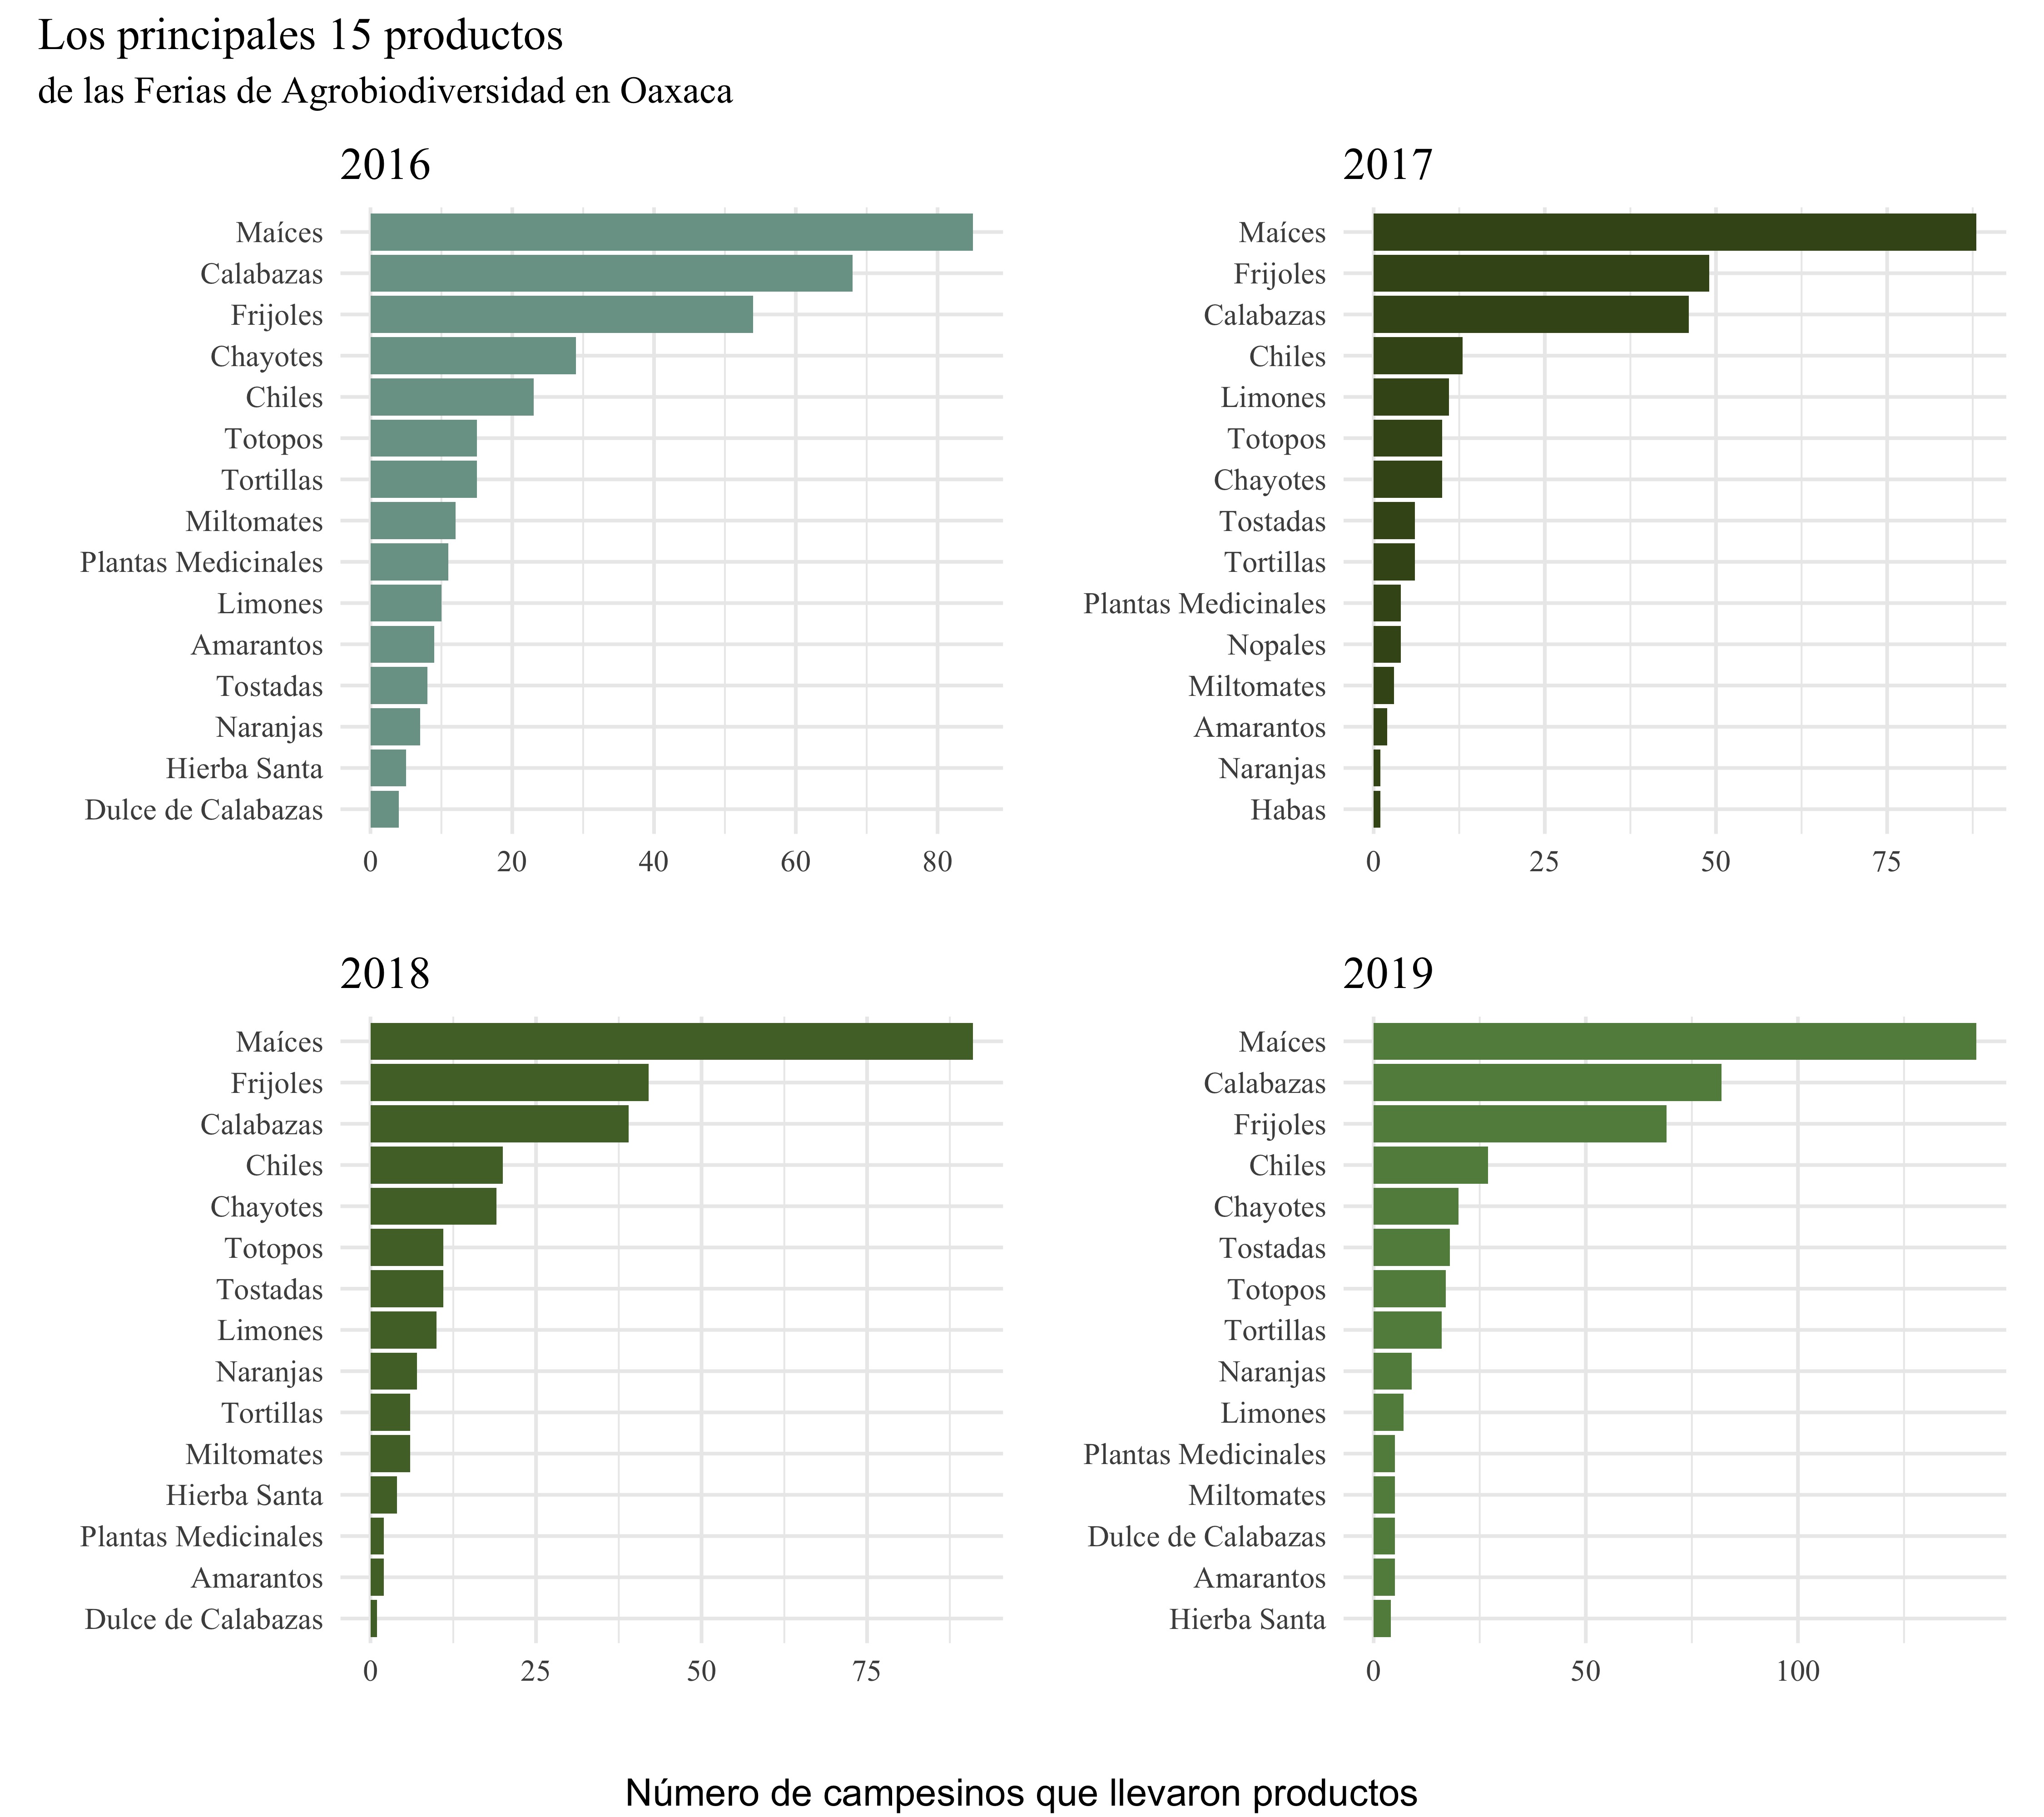 Los principales 15 productos
de las Ferias de Agrobiodiversidad en Oaxaca
2016
Maíces
Calabazas
Frijoles
Chayotes
Chiles
Totopos
Tortillas
Miltomates
Plantas Medicinales
Limones
Amarantos
Tostadas
Naranjas
Hierba Santa
Dulce de Calabazas
0 20 40 60 80
2017
Maíces
Frijoles
Calabazas
Chiles
Limones
Totopos
Chayotes
Tostadas
Tortillas
Plantas Medicinales
Nopales
Miltomates
Amarantos
Naranjas
Habas
0 25 50 75
2018
Maíces
Frijoles
Calabazas
Chiles
Chayotes
Totopos
Tostadas
Limones
Naranjas
Tortillas
Miltomates
Hierba Santa
Plantas Medicinales
Amarantos
Dulce de Calabazas
0 25 50 75
2019
Maíces
Calabazas
Frijoles
Chiles
Chayotes
Tostadas
Totopos
Tortillas
Naranjas
Limones
Plantas Medicinales
Miltomates
Dulce de Calabazas
Amarantos
Hierba Santa
0 50 100
Número de campesinos que llevaron productos